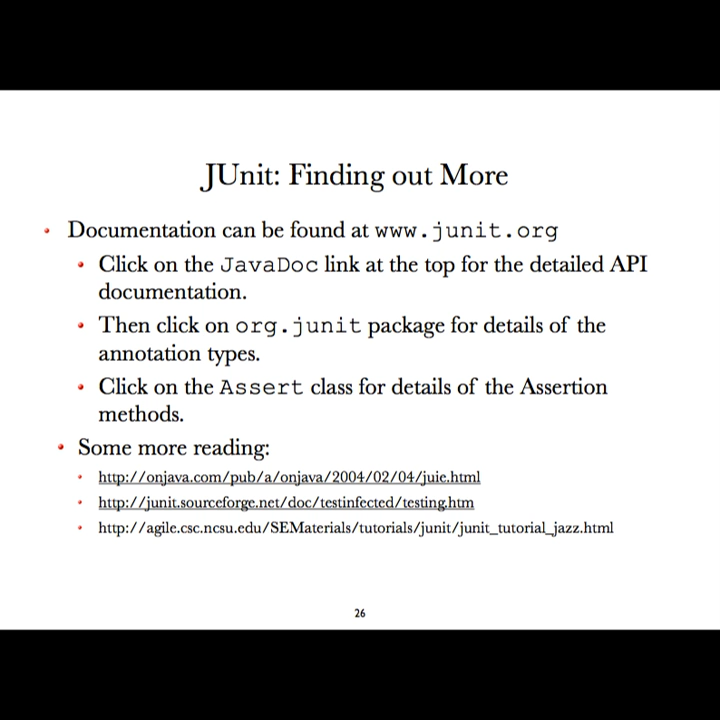 JUnit: Finding out More
• Documentation can be found at www.junit.org
• Click on the JavaDoc link at the top for the detailed API
documentation.
• Then click on org.junit package for details of the
annotation types.
• Click on the Assert class for details of the Assertion
methods.
• Some more reading:
• http://onjava.com/pub/a/onjava/2004/02/04/juie.html
• http://junit.sourceforge.net/doc/testinfected/testing.htm
• http://agile.csc.ncsu.edu/SEMaterials/tutorials/junit/junit_tutorial_jazz.html
26